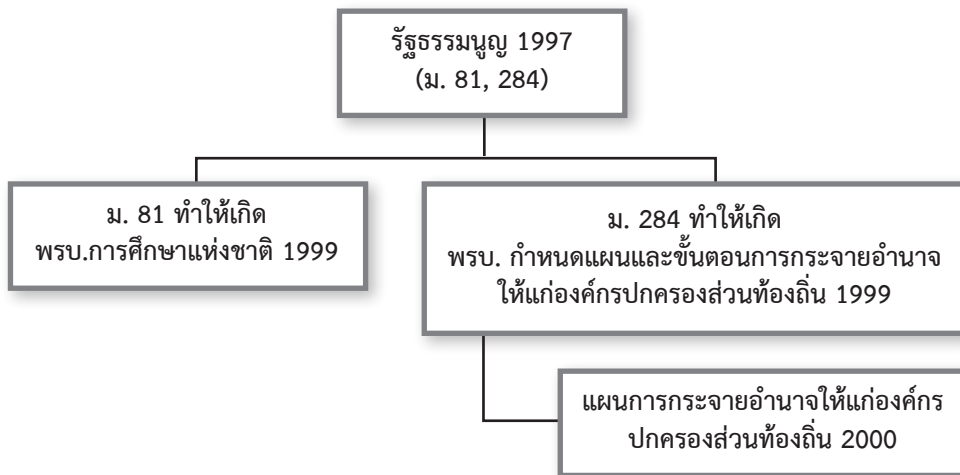 รัฐธรรมนูญ 1997
(ม. 81, 284)
ม. 81 ทำให้เกิด
พรบ.การศึกษาแห่งชาติ 1999
ม. 284 ทำให้เกิด
พรบ. กำหนดแผนและขั้นตอนการกระจายอำนาจ
ให้แก่องค์กรปกครองส่วนท้องถิ่น 1999
แผนการกระจายอำนาจให้แก่องค์กร
ปกครองส่วนท้องถิ่น 2000